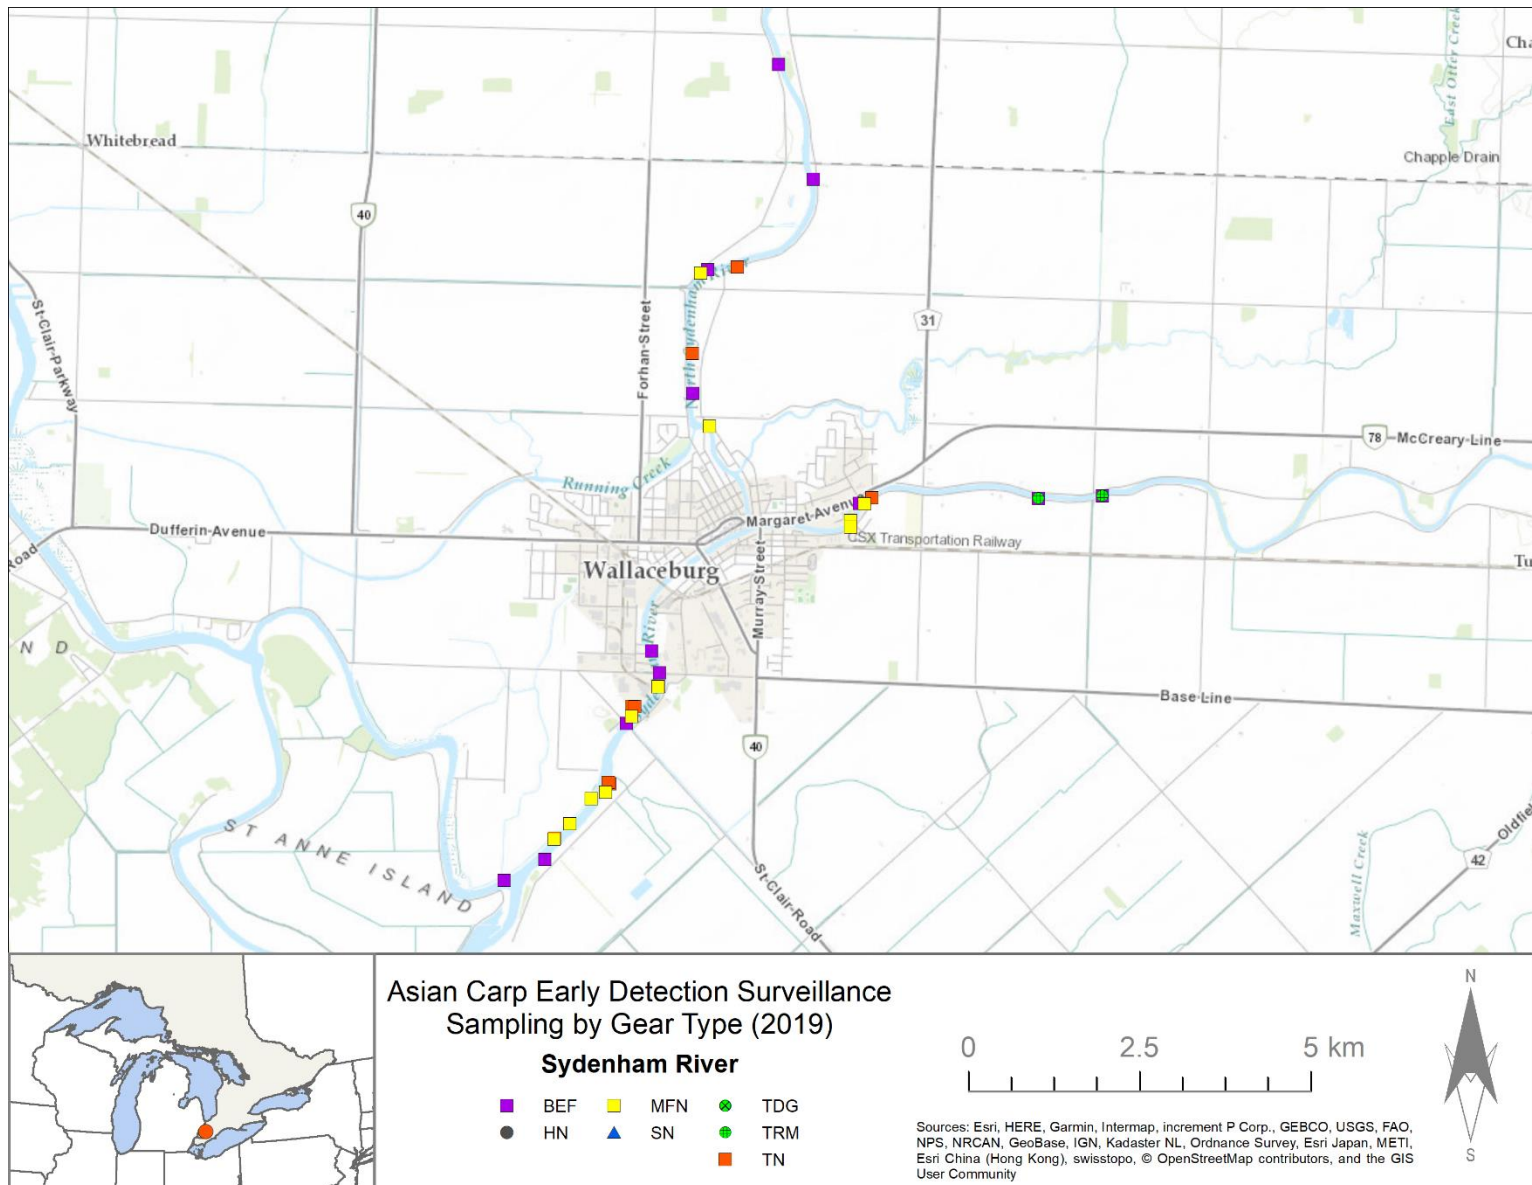 Cha
East Otter Creek
Whitebread
Chapple Drain
40
St-Clair-Parkway
Forhan-Street
North Sydenham River
31
78
McCreary-Line
Running Creek
Dufferin-Avenue
Margaret-Avenue
CSX Transportation Railway
Road
Wallaceburg
Murray-Street
Tu
River
N D
Base Line
40
ST ANNE ISLAND
St-Clair-Road
Maxwell Creek
42
Oldfiel
Asian Carp Early Detection Surveillance
Sampling by Gear Type (2019)
Sydenham River
BEF MFN TDG
HN SN TRM
TN
0 2.5 5 km
N
S
Sources: Esri, HERE, Garmin, Intermap, increment P Corp., GEBCO, USGS, FAO,
NPS, NRCAN, GeoBase, IGN, Kadaster NL, Ordnance Survey, Esri Japan, METI,
Esri China (Hong Kong), swisstopo, © OpenStreetMap contributors, and the GIS
User Community